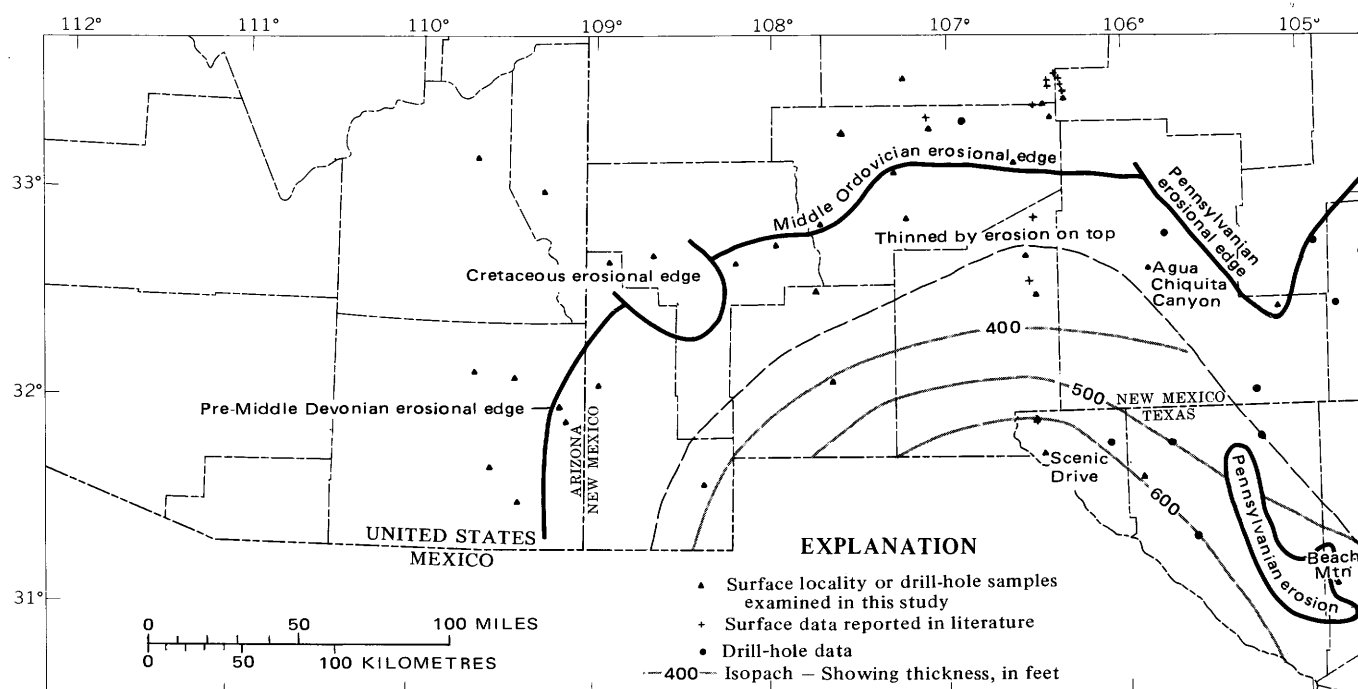 112° 111° 110° 109° 108° 107° 106° 105°
33°
32°
31°
Middle Ordovician erosional edge
Pennsylvanian
erosional edge
Thinned by erosion on top
Cretaceous erosional edge
Agua
Chiquita
Canyon
400
500
NEW MEXICO
TEXAS
Pre-Middle Devonian erosional edge
ARIZONA
NEW MEXICO
Scenic
Drive
600
Pennsylvanian erosion
Beach
Mtn
UNITED STATES
MEXICO
EXPLANATION
Surface locality or drill-hole samples
examined in this study
+ Surface data reported in literature
• Drill-hole data
—400— Isopach — Showing thickness, in feet
0 50 100 MILES
0 50 100 KILOMETRES